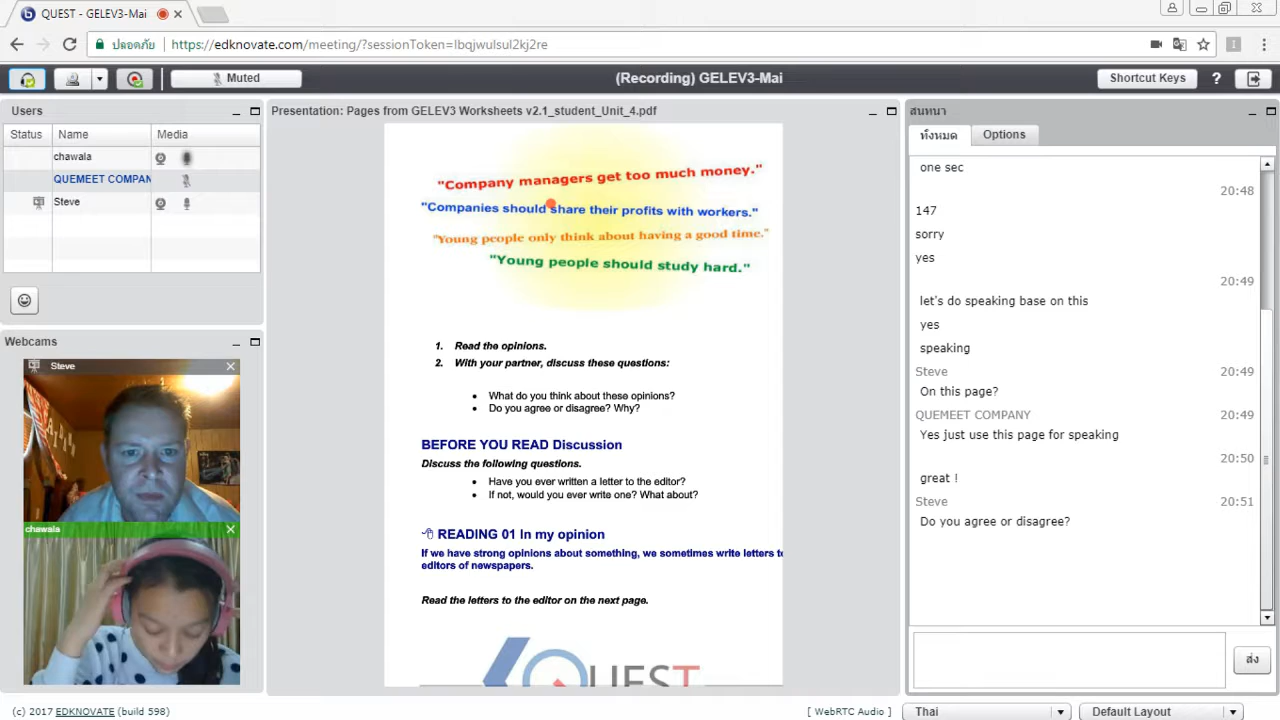 QUEST - GELEV3-Mai
ปลอดภัย
https://edknovate.com/meeting/?sessionToken=lbqjwulsul2kj2re
Muted
(Recording) GELEV3-Mai
Shortcut Keys
?
Users
Status Name Media
chawala
QUEMEET COMPAN
Steve
Webcams
Steve
chawala
Presentation: Pages from GELEV3 Worksheets v2.1_student_Unit_4.pdf
"Company managers get too much money."
"Companies should share their profits with workers."
"Young people only think about having a good time."
"Young people should study hard."
1. Read the opinions.
2. With your partner, discuss these questions:
• What do you think about these opinions?
• Do you agree or disagree? Why?
BEFORE YOU READ Discussion
Discuss the following questions.
• Have you ever written a letter to the editor?
• If not, would you ever write one? What about?
READING 01 In my opinion
If we have strong opinions about something, we sometimes write letters to
editors of newspapers.
Read the letters to the editor on the next page.
QUEST
สนทนา
ทั้งหมด Options
one sec
20:48
147
sorry
yes
20:49
let's do speaking base on this
yes
speaking
Steve 20:49
On this page?
QUEMEET COMPANY 20:49
Yes just use this page for speaking
20:50
great !
Steve 20:51
Do you agree or disagree?
ส่ง
(c) 2017 EDKNOVATE (build 598)
[ WebRTC Audio ]
Thai
Default Layout